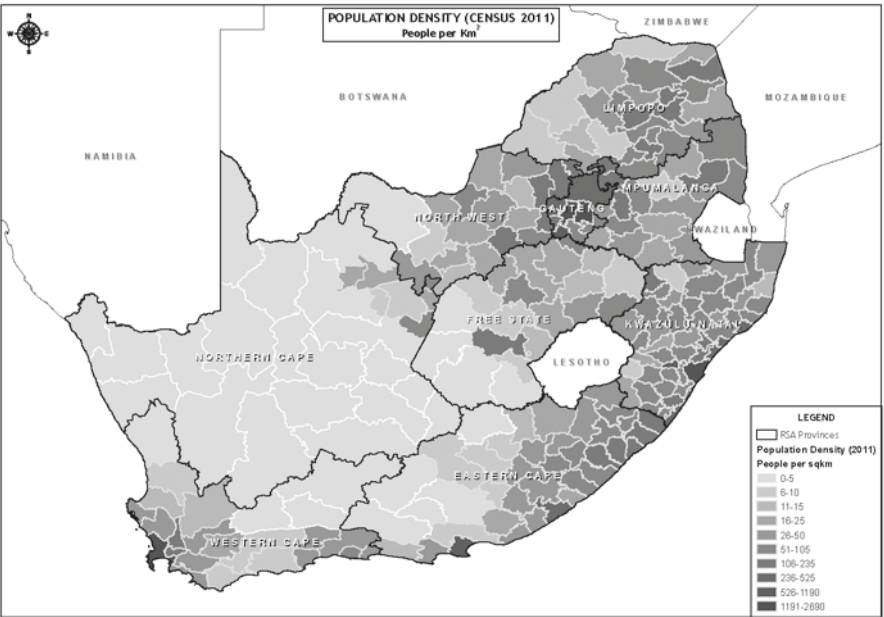 N
W E
S
POPULATION DENSITY (CENSUS 2011)
People per Km²
ZIMBABWE
BOTSWANA
MOZAMBIQUE
NAMIBIA
LIMPOPO
MPUMALANGA
GAUTENG
NORTH WEST
WAZILAND
FREE STATE
KWAZULU-NATAL
NORTHERN CAPE
LESOTHO
EASTERN CAPE
WESTERN CAPE
LEGEND
RSA Provinces
Population Density (2011)
People per sqkm
0-5
6-10
11-15
16-25
26-50
51-105
106-235
236-525
526-1190
1191-2690